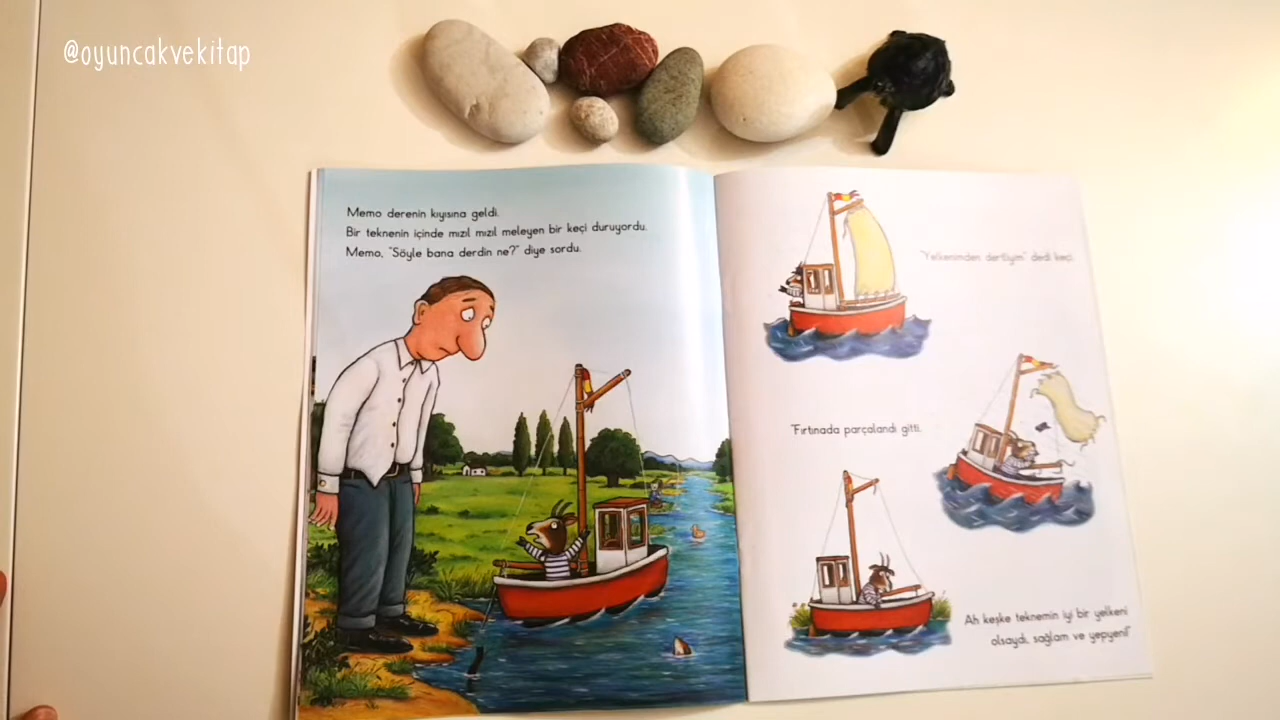 @oyuncakvekitap
Memo derenin kıyısına geldi.
Bir teknenin içinde mızıl mızıl meleyen bir keçi duruyordu.
Memo, "Söyle bana derdin ne?" diye sordu.
"Yelkenimden dertliyim" dedi keçi.
"Fırtınada parçalandı gitti.
Ah keşke teknemin iyi bir yelkeni
olsaydı, sağlam ve yepyeni!"